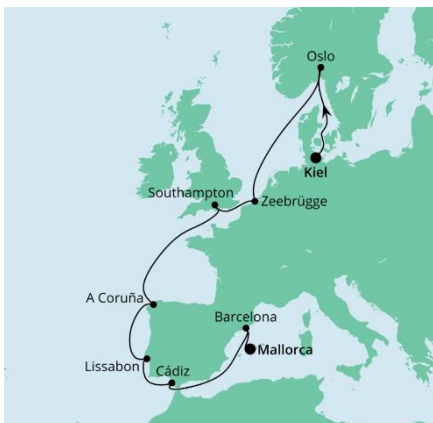 Oslo
Kiel
Southampton
Zeebrügge
A Coruña
Barcelona
Mallorca
Lissabon
Cádiz